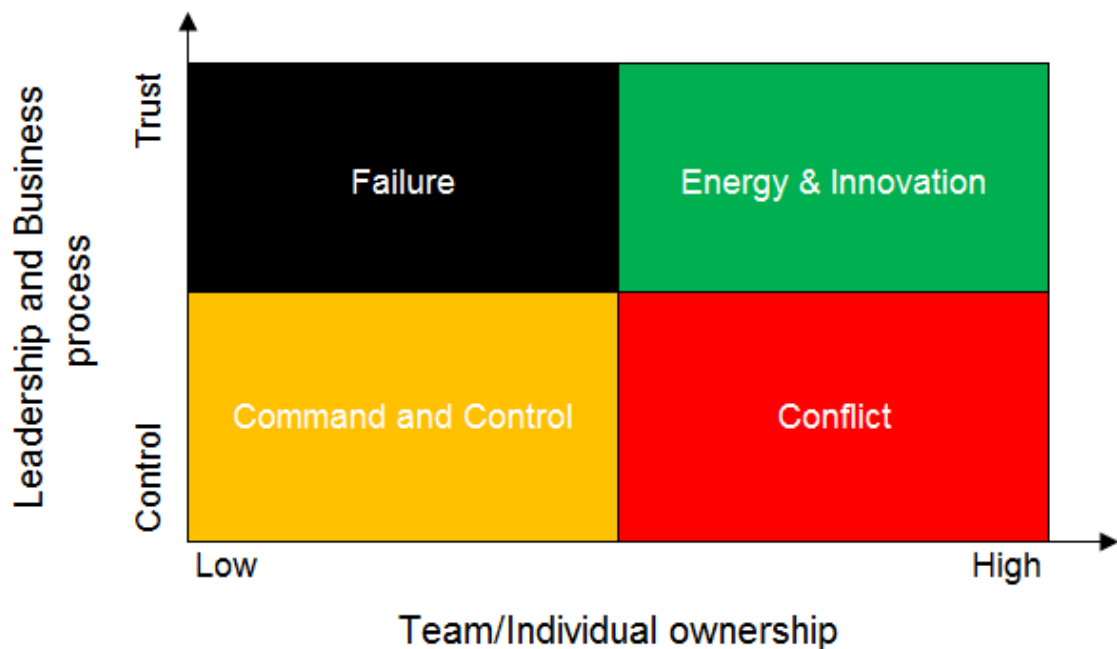 Leadership and Business
process
Trust
Control
Failure
Energy & Innovation
Command and Control
Conflict
Low
High
Team/Individual ownership